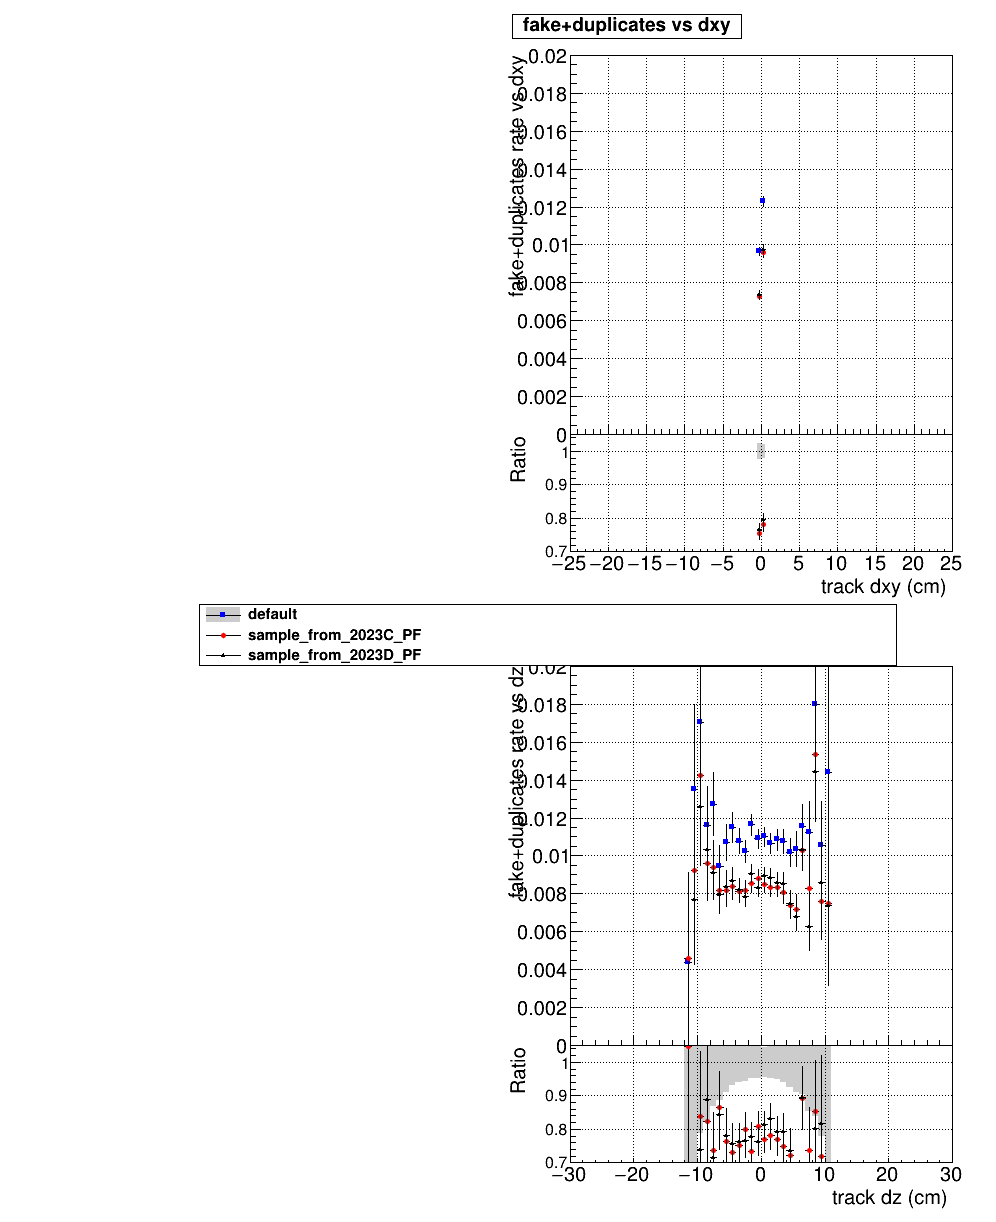 fake+duplicates vs dxy
fake+duplicates rate vs dxy
0.02
0.018
0.016
0.014
0.012
0.01
0.008
0.006
0.004
0.002
0
Ratio
1
0.9
0.8
0.7
−25 −20 −15 −10 −5 0 5 10 15 20 25
track dxy (cm)
default
sample_from_2023C_PF
sample_from_2023D_PF
fake+duplicates rate vs dz
0.02
0.018
0.016
0.014
0.012
0.01
0.008
0.006
0.004
0.002
0
Ratio
1
0.9
0.8
0.7
−30 −20 −10 0 10 20 30
track dz (cm)